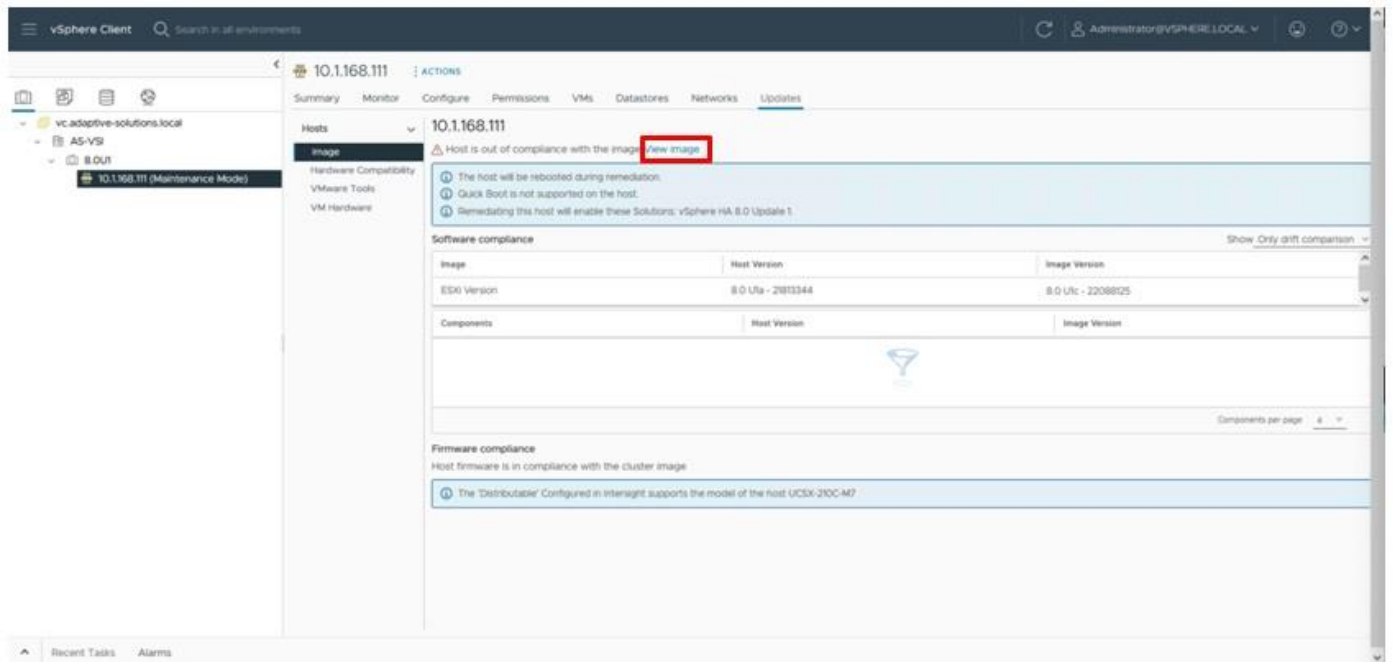 vSphere Client Search in all environments Administrator@VSPHERE.LOCAL
10.1.168.111 ACTIONS
Summary Monitor Configure Permissions VMs Datastores Networks Updates
vc.adaptive-solutions.local
AS-VSI
8.0U1
10.1.168.111 (Maintenance Mode)
Hosts
Image
Hardware Compatibility
VMware Tools
VM Hardware
10.1.168.111
Host is out of compliance with the image View image
The host will be rebooted during remediation.
Quick Boot is not supported on the host.
Remediating this host will enable these Solutions: vSphere HA 8.0 Update 1.
Software compliance Show Only drift comparison
Image Host Version Image Version
ESXi Version 8.0 U1a - 21813344 8.0 U1c - 22088125
Components Host Version Image Version
Components per page 4
Firmware compliance
Host firmware is in compliance with the cluster image
The 'Distributable' Configured in Intersight supports the model of the host UCSX-210C-M7
Recent Tasks Alarms